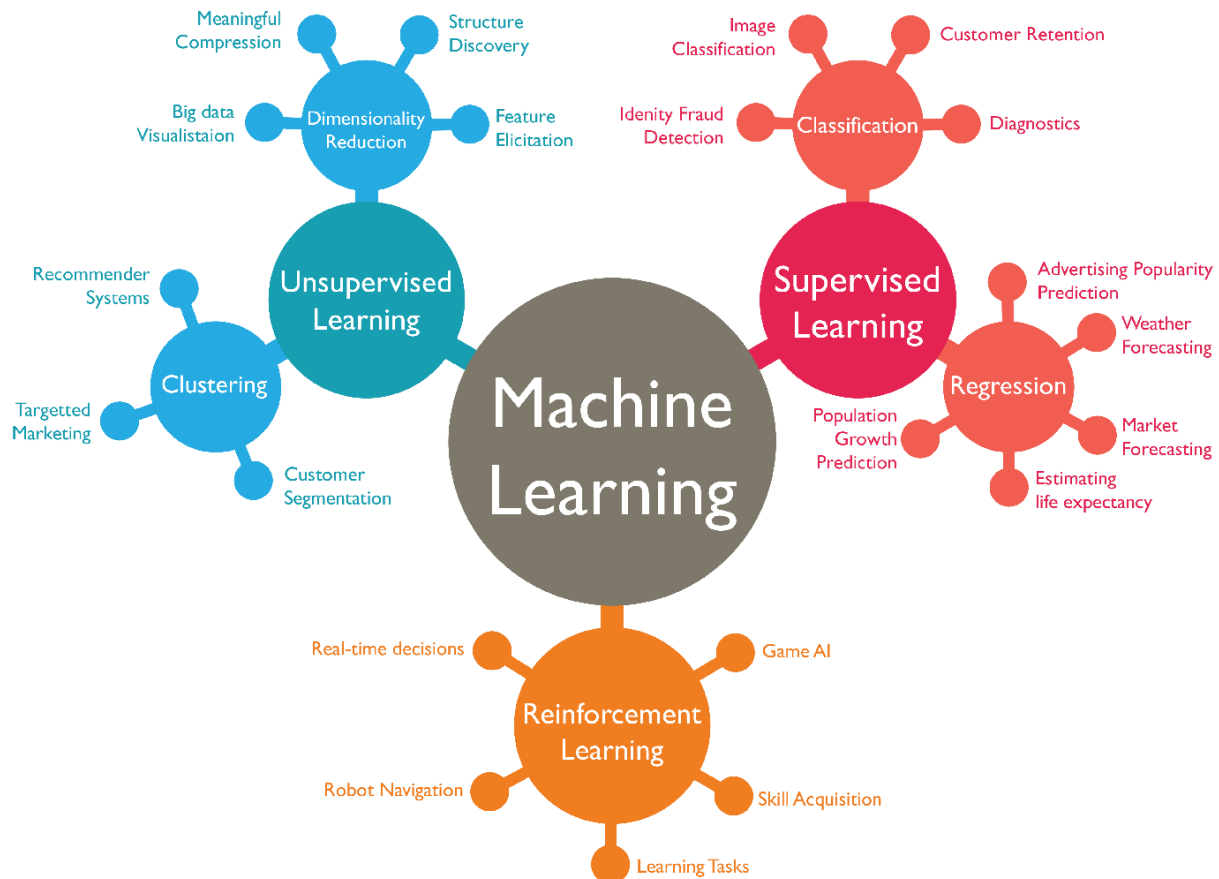 Meaningful
Compression
Structure
Discovery
Big data
Visualistaion
Dimensionality
Reduction
Feature
Elicitation
Unsupervised
Learning
Recommender
Systems
Clustering
Targetted
Marketing
Customer
Segmentation
Machine
Learning
Image
Classification
Customer Retention
Idenity Fraud
Detection
Classification
Diagnostics
Supervised
Learning
Advertising Popularity
Prediction
Weather
Forecasting
Regression
Population
Growth
Prediction
Market
Forecasting
Estimating
life expectancy
Real-time decisions
Game AI
Reinforcement
Learning
Robot Navigation
Skill Acquisition
Learning Tasks